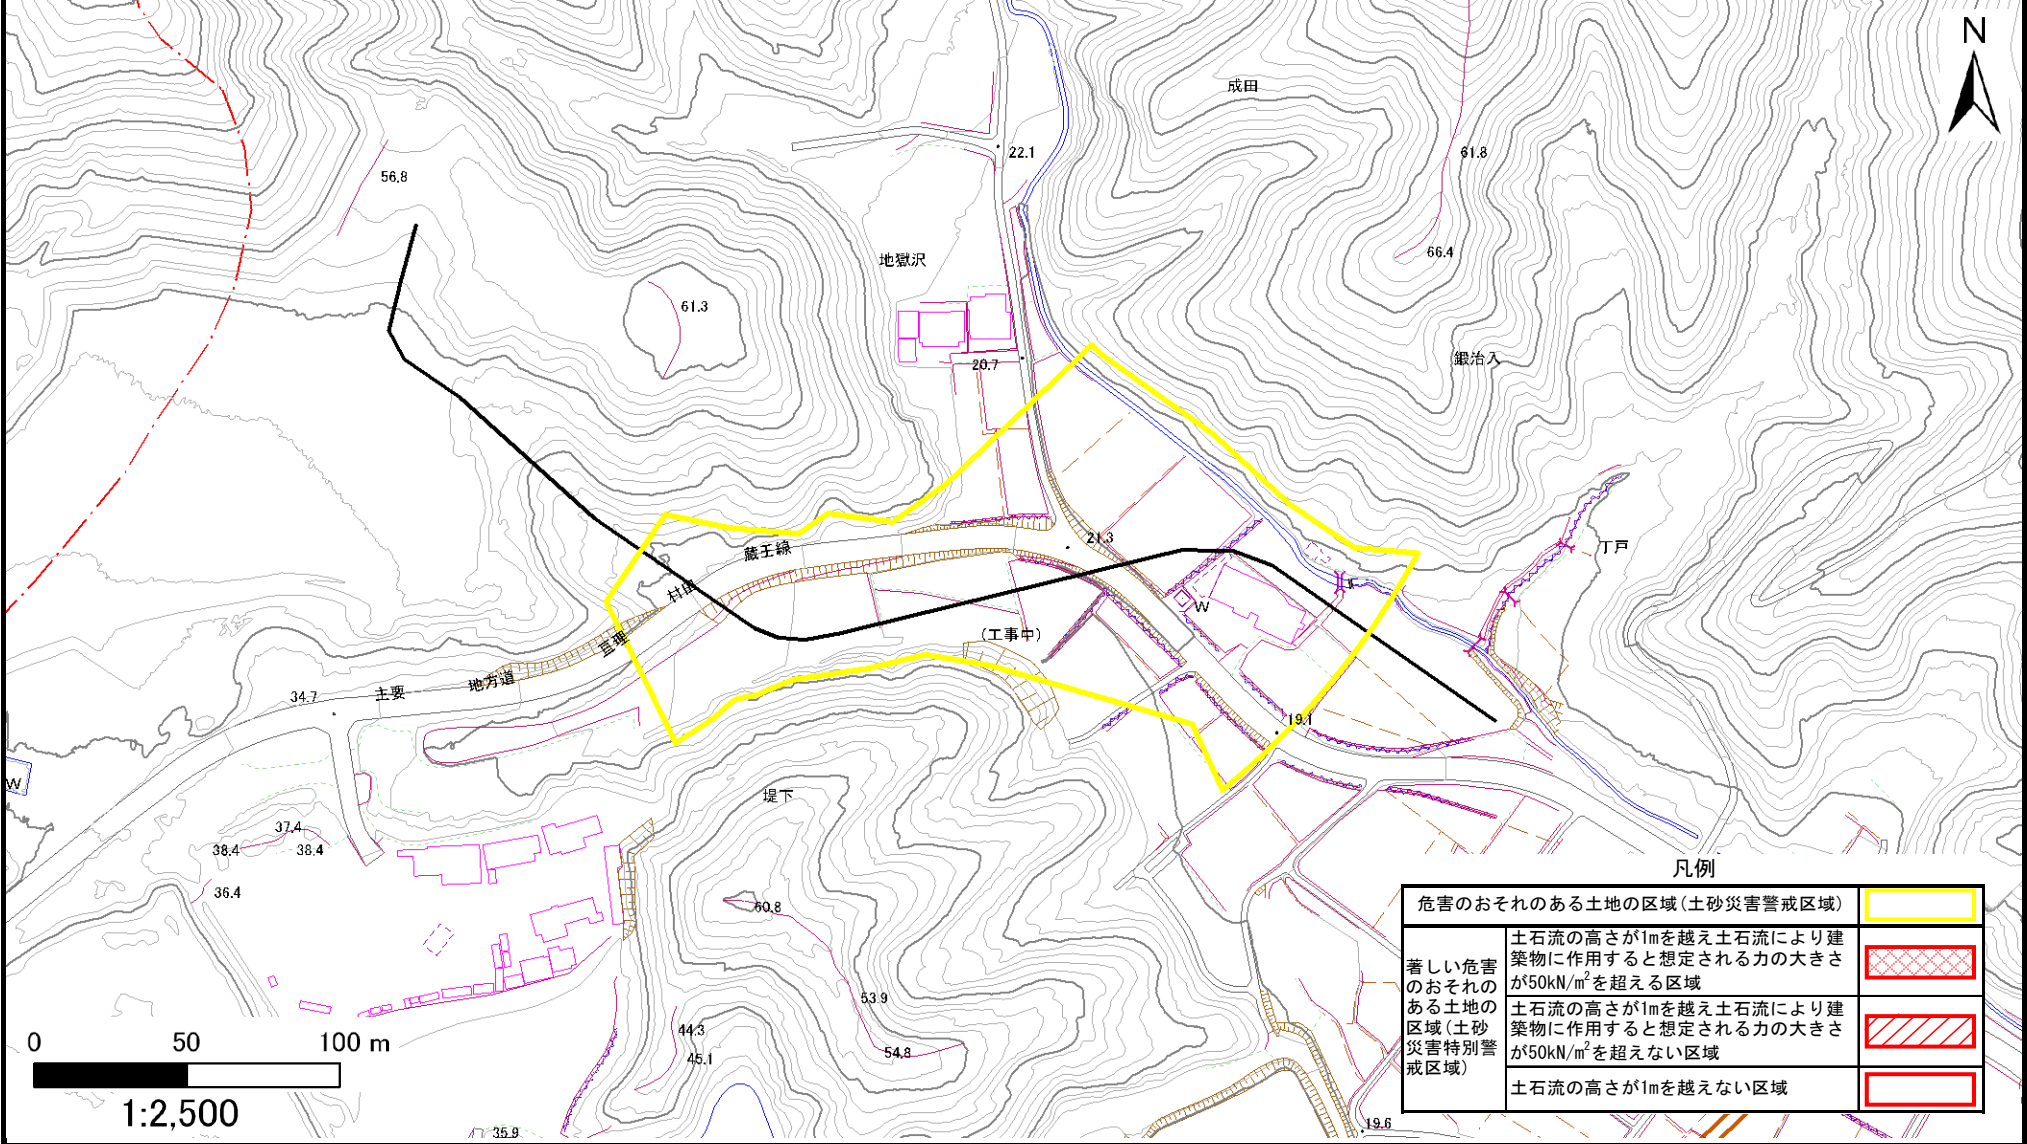 N
成田
22.1
61.8
56.8
66.4
地獄沢
61.3
鍛治入
20.7
21.3
蔵王線
丁戸
村田
W
(工事中)
亘理
地方道
主要
34.7
19.1
W
堤下
37.4
38.4
38.4
36.4
60.8
53.9
44.3
45.1
54.8
35.9
19.6
0 50 100 m
1:2,500
凡例
危害のおそれのある土地の区域(土砂災害警戒区域)
著しい危害
のおそれの
ある土地の
区域(土砂
災害特別警
戒区域)
土石流の高さが1mを越え土石流により建
築物に作用すると想定される力の大きさ
が50kN/m²を超える区域
土石流の高さが1mを越え土石流により建
築物に作用すると想定される力の大きさ
が50kN/m²を超えない区域
土石流の高さが1mを越えない区域